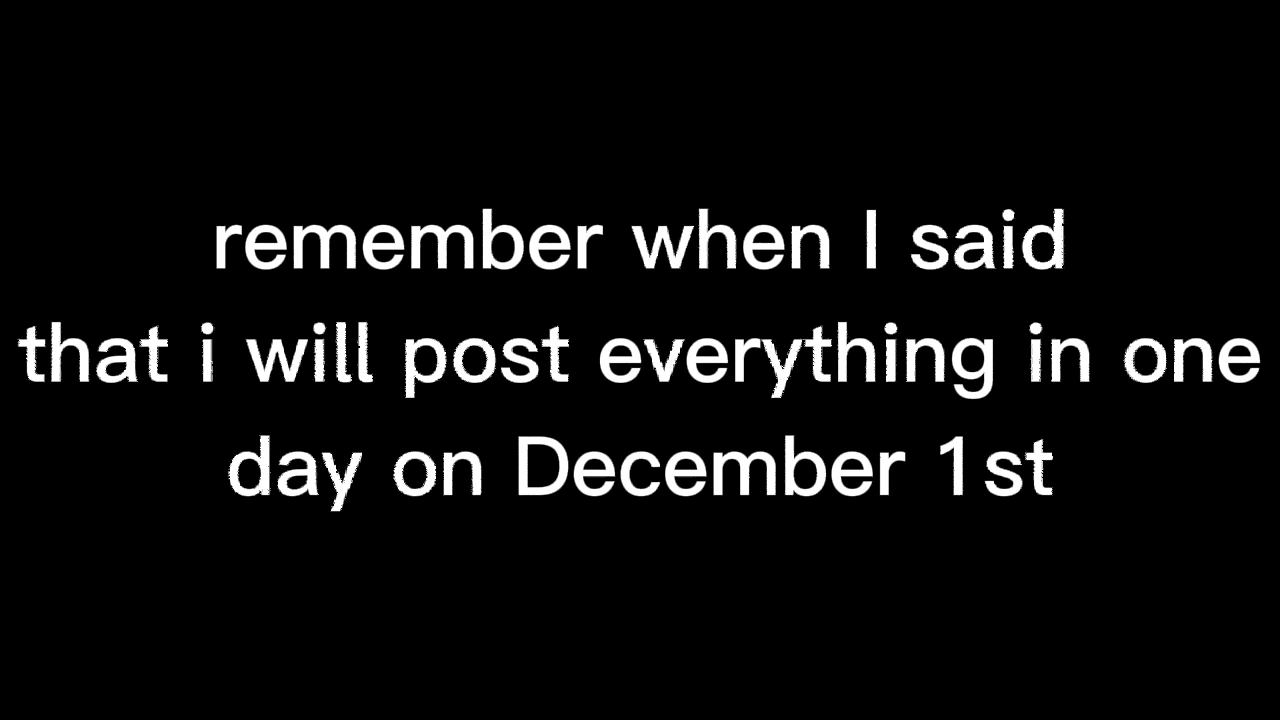 remember when I said
that i will post everything in one
day on December 1st